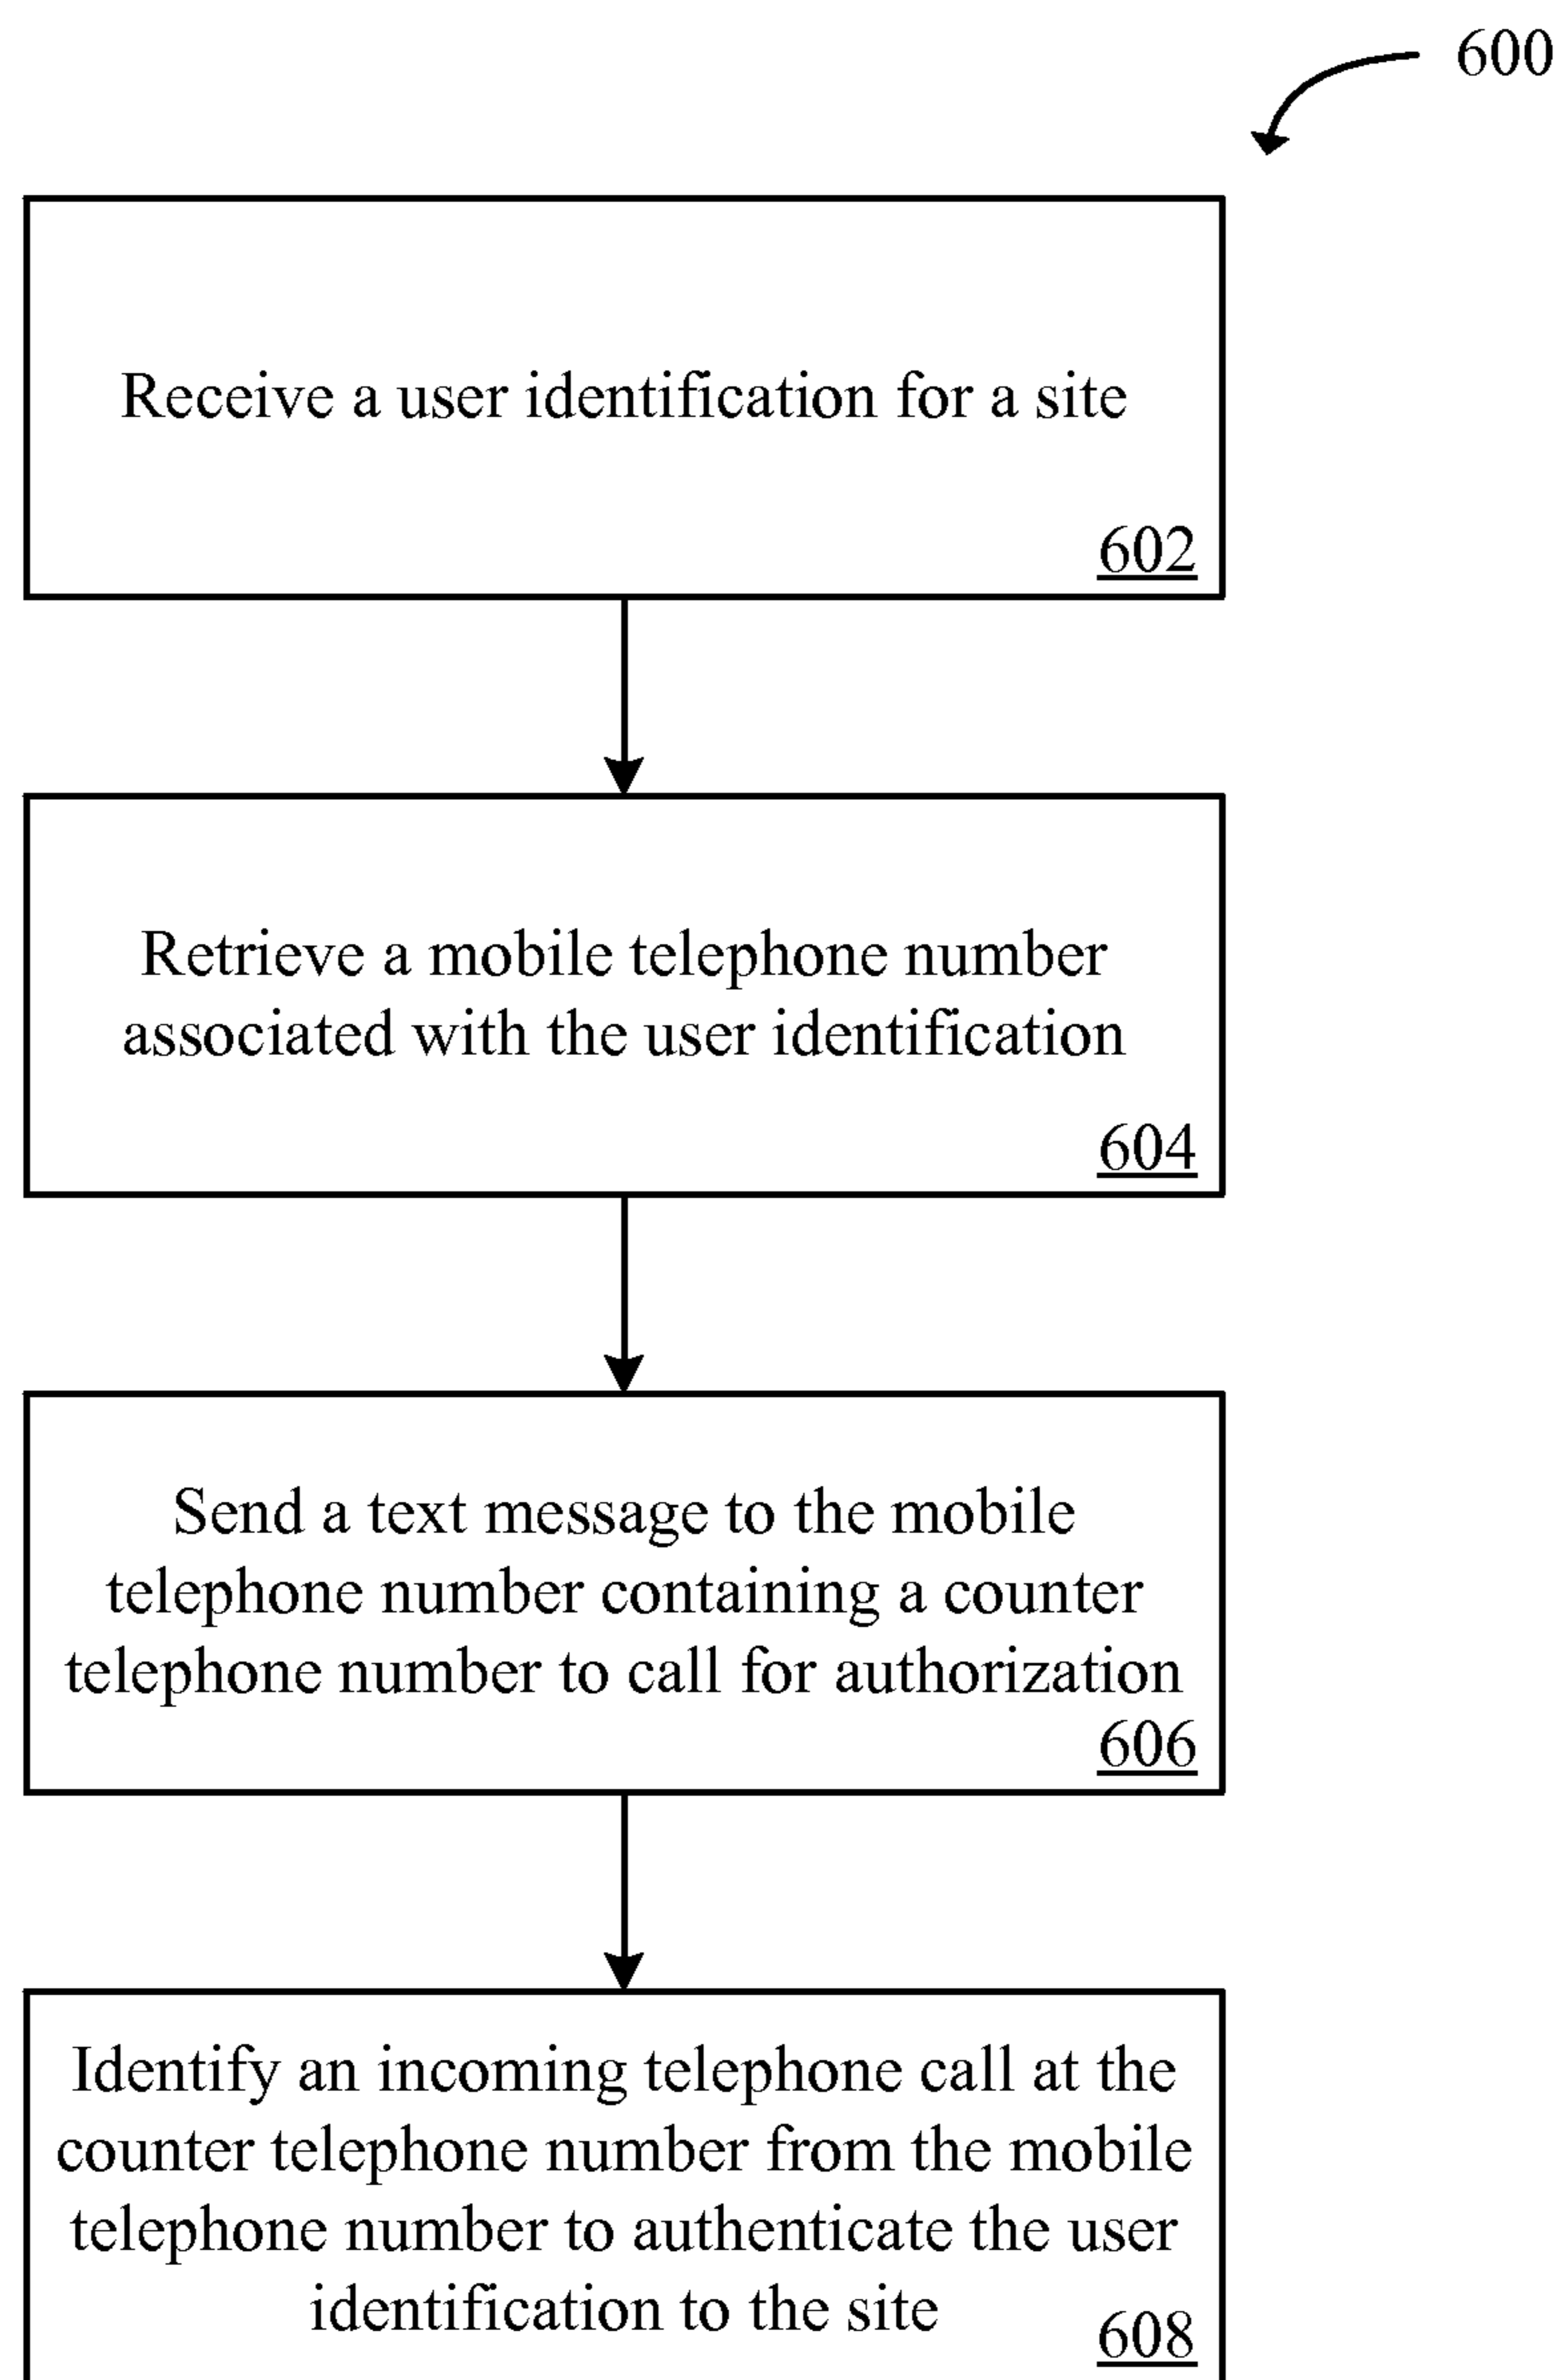 600
Receive a user identification for a site
602
Retrieve a mobile telephone number
associated with the user identification
604
Send a text message to the mobile
telephone number containing a counter
telephone number to call for authorization
606
Identify an incoming telephone call at the
counter telephone number from the mobile
telephone number to authenticate the user
identification to the site
608